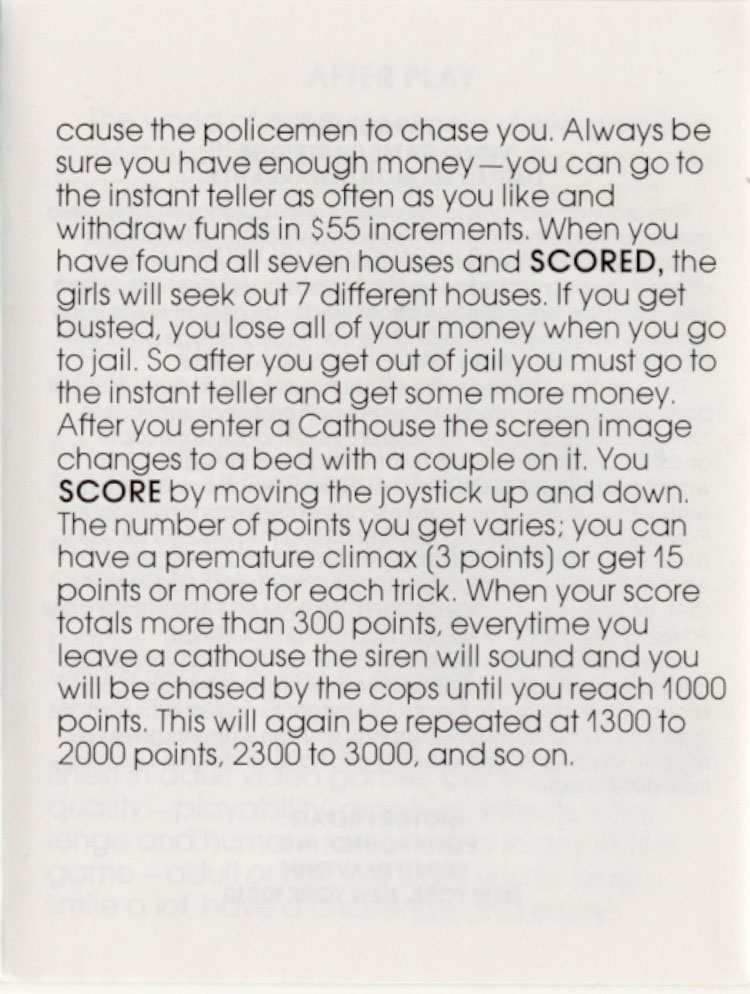 AFTER PLAY
cause the policemen to chase you. Always be
sure you have enough money—you can go to
the instant teller as often as you like and
withdraw funds in $55 increments. When you
have found all seven houses and SCORED, the
girls will seek out 7 different houses. If you get
busted, you lose all of your money when you go
to jail. So after you get out of jail you must go to
the instant teller and get some more money.
After you enter a Cathouse the screen image
changes to a bed with a couple on it. You
SCORE by moving the joystick up and down.
The number of points you get varies; you can
have a premature climax (3 points) or get 15
points or more for each trick. When your score
totals more than 300 points, everytime you
leave a cathouse the siren will sound and you
will be chased by the cops until you reach 1000
points. This will again be repeated at 1300 to
2000 points, 2300 to 3000, and so on.